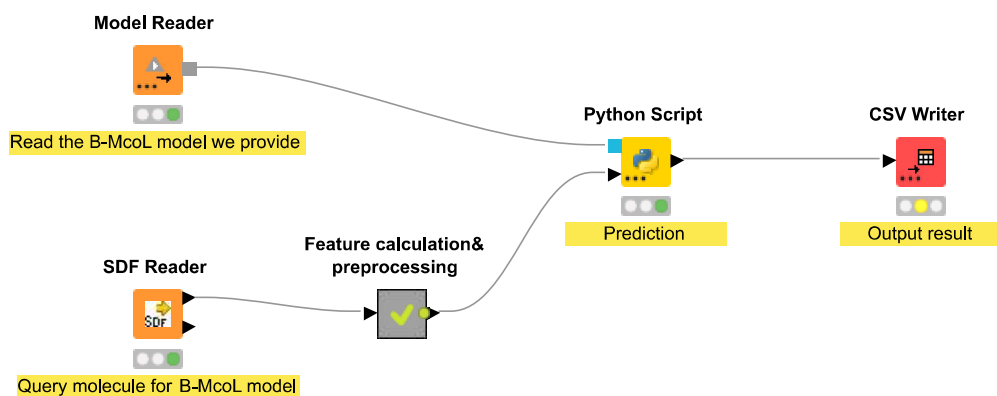 Model Reader
Read the B-McoL model we provide
Python Script
Prediction
CSV Writer
Output result
Feature calculation&
preprocessing
SDF Reader
SDF
Query molecule for B-McoL model